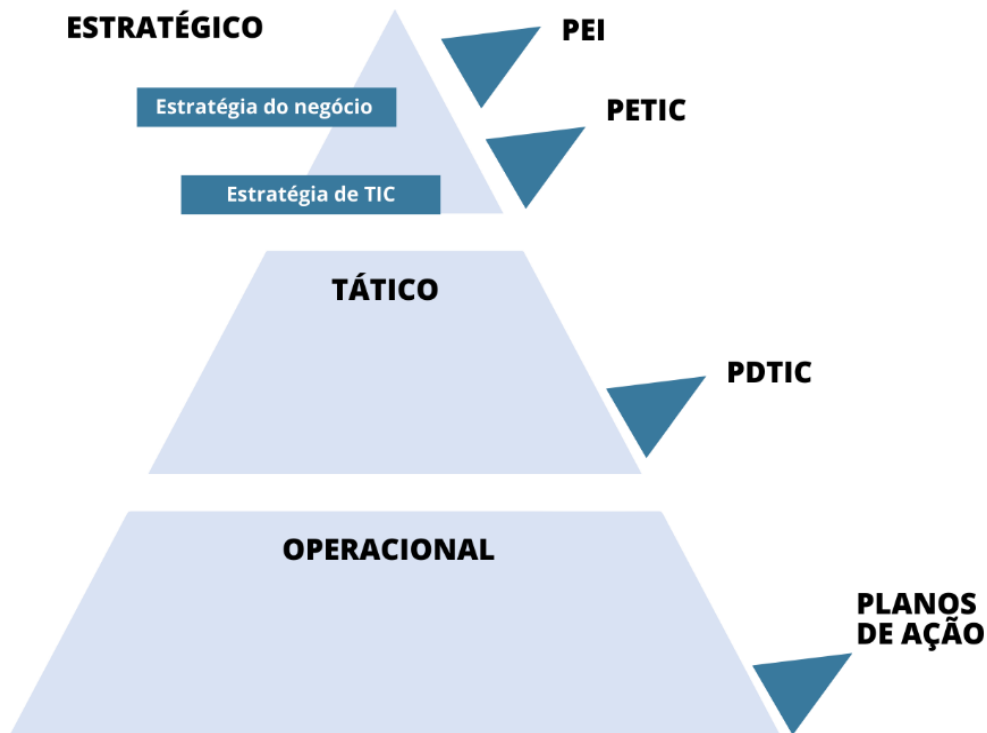 ESTRATÉGICO
PEI
Estratégia do negócio
PETIC
Estratégia de TIC
TÁTICO
PDTIC
OPERACIONAL
PLANOS
DE AÇÃO